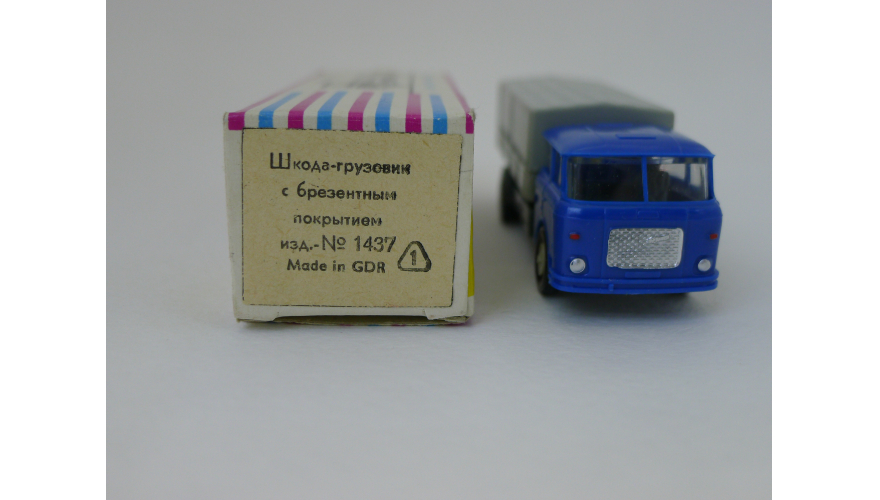 Шкода-грузовик
с брезентным
покрытием
изд.-№ 1437
Made in GDR
1